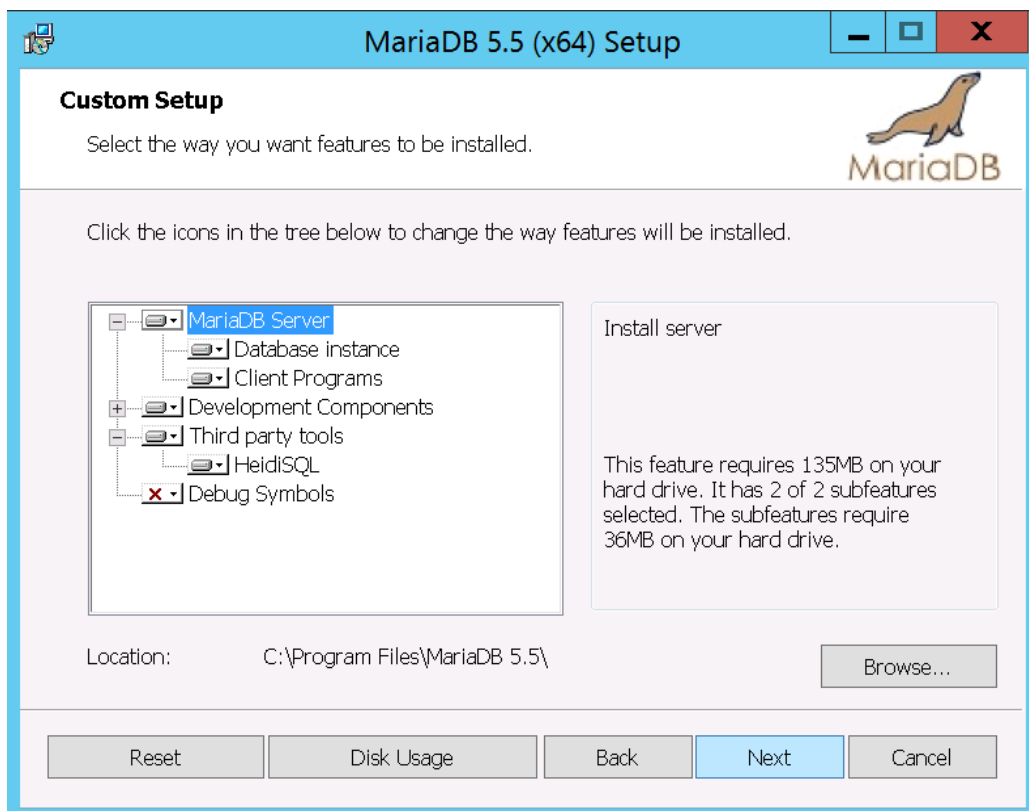 MariaDB 5.5 (x64) Setup
Custom Setup
Select the way you want features to be installed.
MariaDB
Click the icons in the tree below to change the way features will be installed.
MariaDB Server
Database instance
Client Programs
Development Components
Third party tools
HeidiSQL
Debug Symbols
Install server
This feature requires 135MB on your
hard drive. It has 2 of 2 subfeatures
selected. The subfeatures require
36MB on your hard drive.
Location: C:\Program Files\MariaDB 5.5\
Browse...
Reset Disk Usage Back Next Cancel